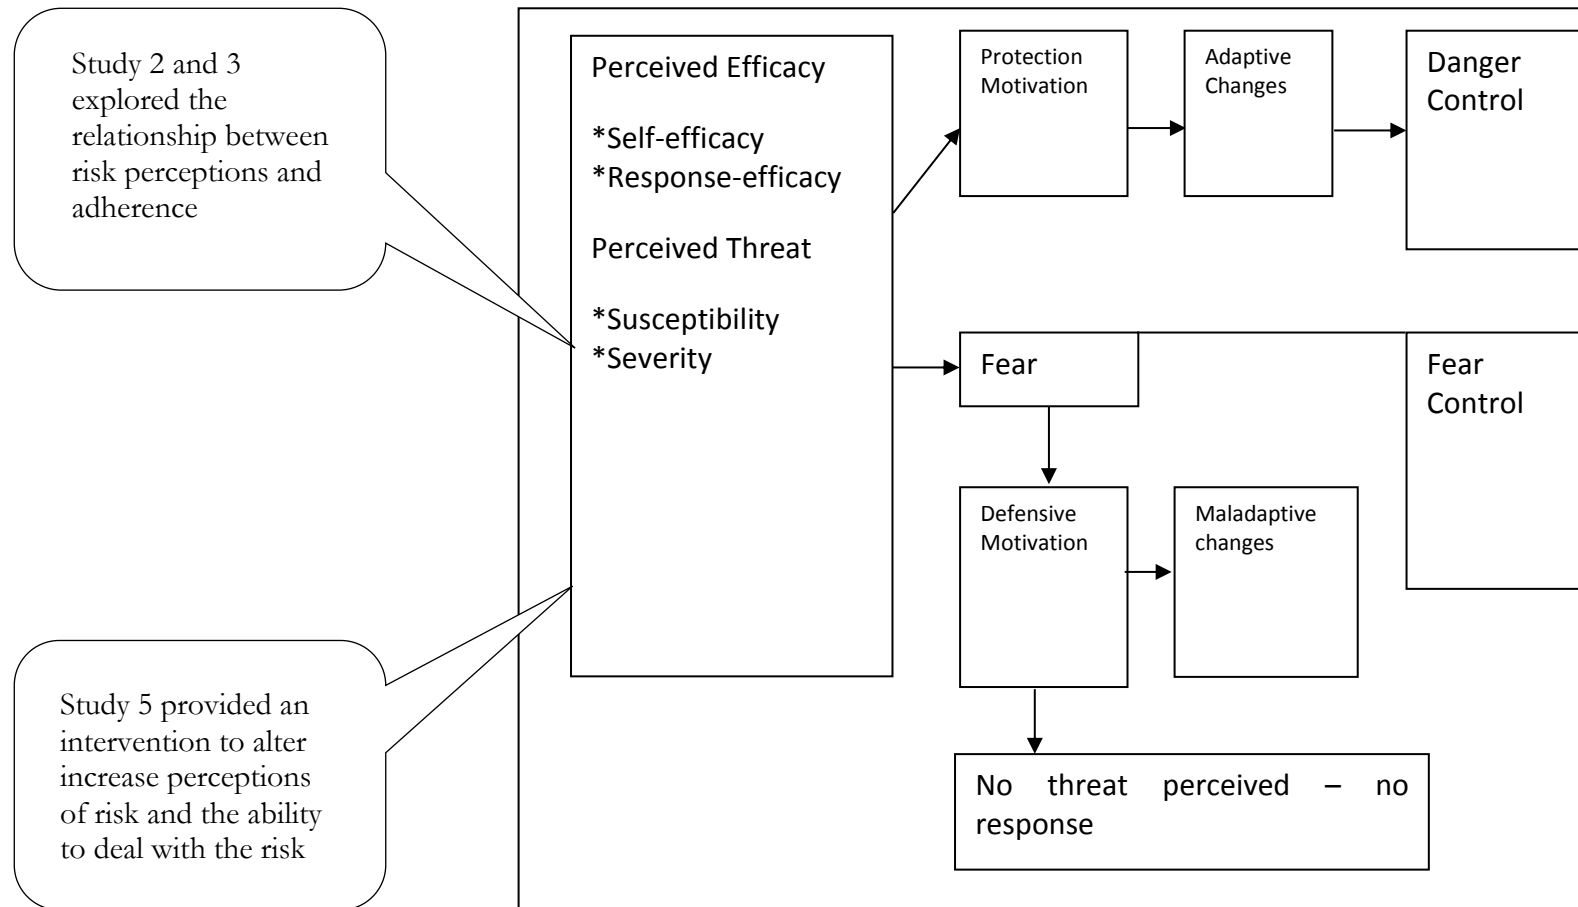 Study 2 and 3
explored the
relationship between
risk perceptions and
adherence
Perceived Efficacy
*Self-efficacy
*Response-efficacy
Perceived Threat
*Susceptibility
*Severity
Protection
Motivation
Adaptive
Changes
Danger
Control
Fear
Fear
Control
Defensive
Motivation
Maladaptive
changes
Study 5 provided an
intervention to alter
increase perceptions
of risk and the ability
to deal with the risk
No threat perceived – no
response